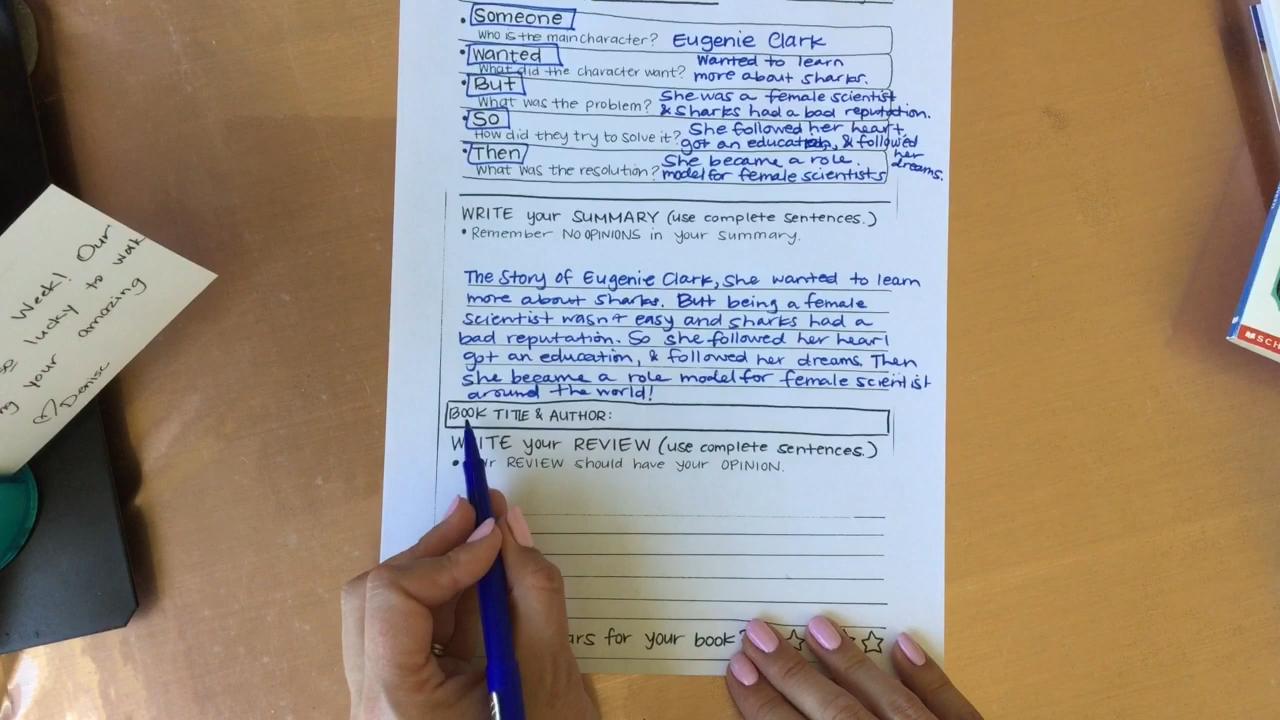 Someone
Who is the main character? Eugenie Clark
Wanted
What did the character want? Wanted to learn
more about sharks.
But
What was the problem? She was a female scientist
& sharks had a bad reputation.
So
How did they try to solve it? She followed her heart,
got an education, & followed
her
dreams.
Then
What was the resolution? She became a role
model for female scientists
WRITE your SUMMARY (use complete sentences.)
• Remember NO OPINIONS in your summary.
The Story of Eugenie Clark, she wanted to learn
more about sharks. But being a female
scientist wasn't easy and sharks had a
bad reputation. So she followed her heart
got an education, & followed her dreams. Then
she became a role model for female scientist
around the world!
BOOK TITLE & AUTHOR:
WRITE your REVIEW (use complete sentences.)
REVIEW should have your OPINION.
for your book?
Week! Our
so lucky to walk
your amazing
Denise
SCH